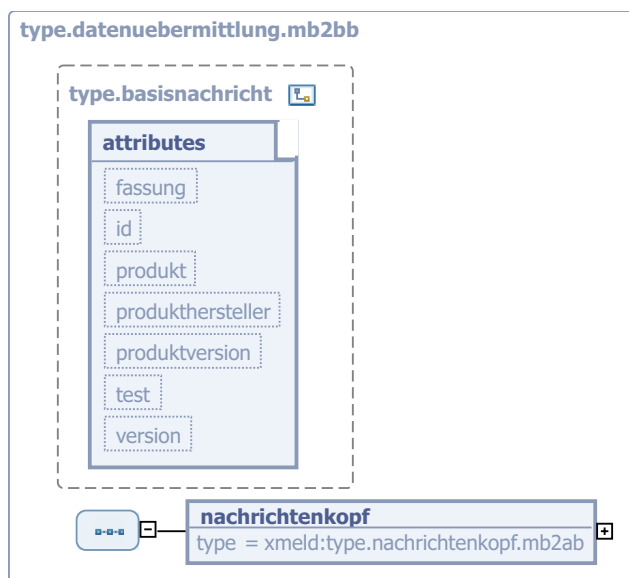 type.datenuebermittlung.mb2bb
type.basisnachricht
attributes
fassung
id
produkt
produkthersteller
produktversion
test
version
nachrichtenkopf
type = xmeld:type.nachrichtenkopf.mb2ab